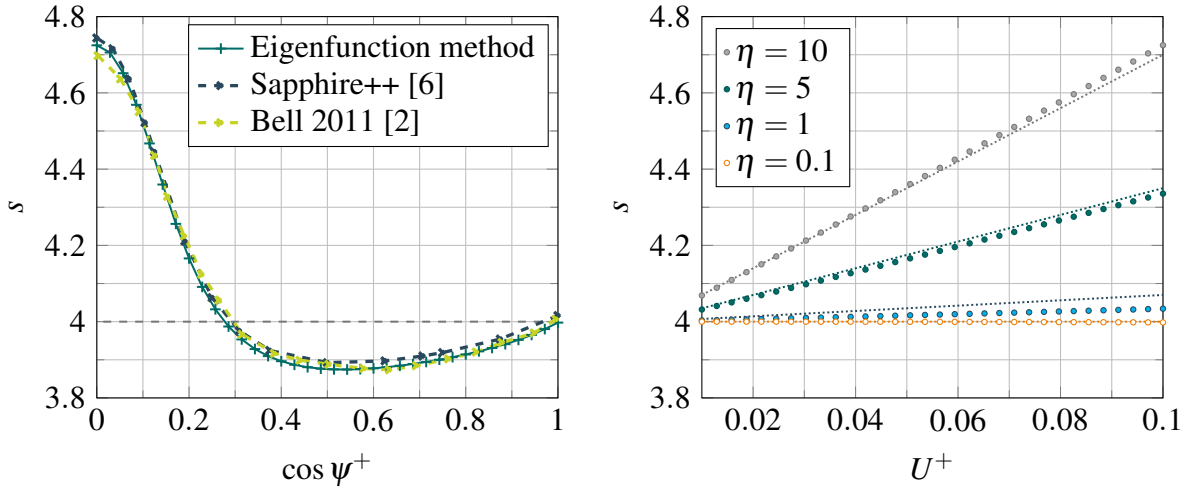 4.8
4.6
4.4
4.2
4
3.8
s
0
0.2
0.4
0.6
0.8
1
cos ψ⁺
Eigenfunction method
Sapphire++ [6]
Bell 2011 [2]
4.8
4.6
4.4
4.2
4
3.8
s
0.02
0.04
0.06
0.08
0.1
U⁺
η = 10
η = 5
η = 1
η = 0.1